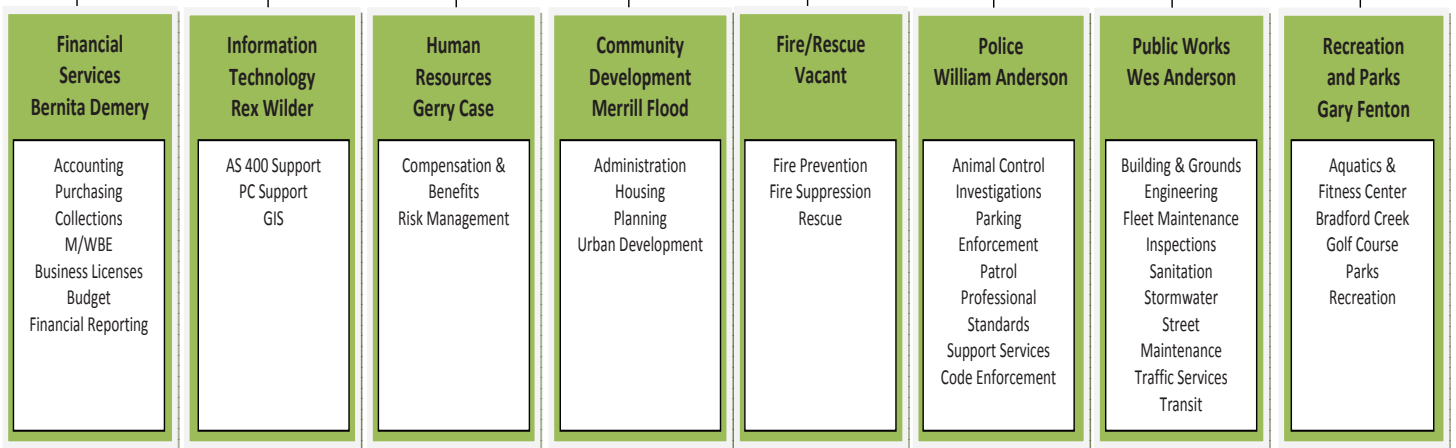 Financial
Services
Bernita Demery
Accounting
Purchasing
Collections
M/WBE
Business Licenses
Budget
Financial Reporting
Information
Technology
Rex Wilder
AS 400 Support
PC Support
GIS
Human
Resources
Gerry Case
Compensation &
Benefits
Risk Management
Community
Development
Merrill Flood
Administration
Housing
Planning
Urban Development
Fire/Rescue
Vacant
Fire Prevention
Fire Suppression
Rescue
Police
William Anderson
Animal Control
Investigations
Parking
Enforcement
Patrol
Professional
Standards
Support Services
Code Enforcement
Public Works
Wes Anderson
Building & Grounds
Engineering
Fleet Maintenance
Inspections
Sanitation
Stormwater
Street
Maintenance
Traffic Services
Transit
Recreation
and Parks
Gary Fenton
Aquatics &
Fitness Center
Bradford Creek
Golf Course
Parks
Recreation